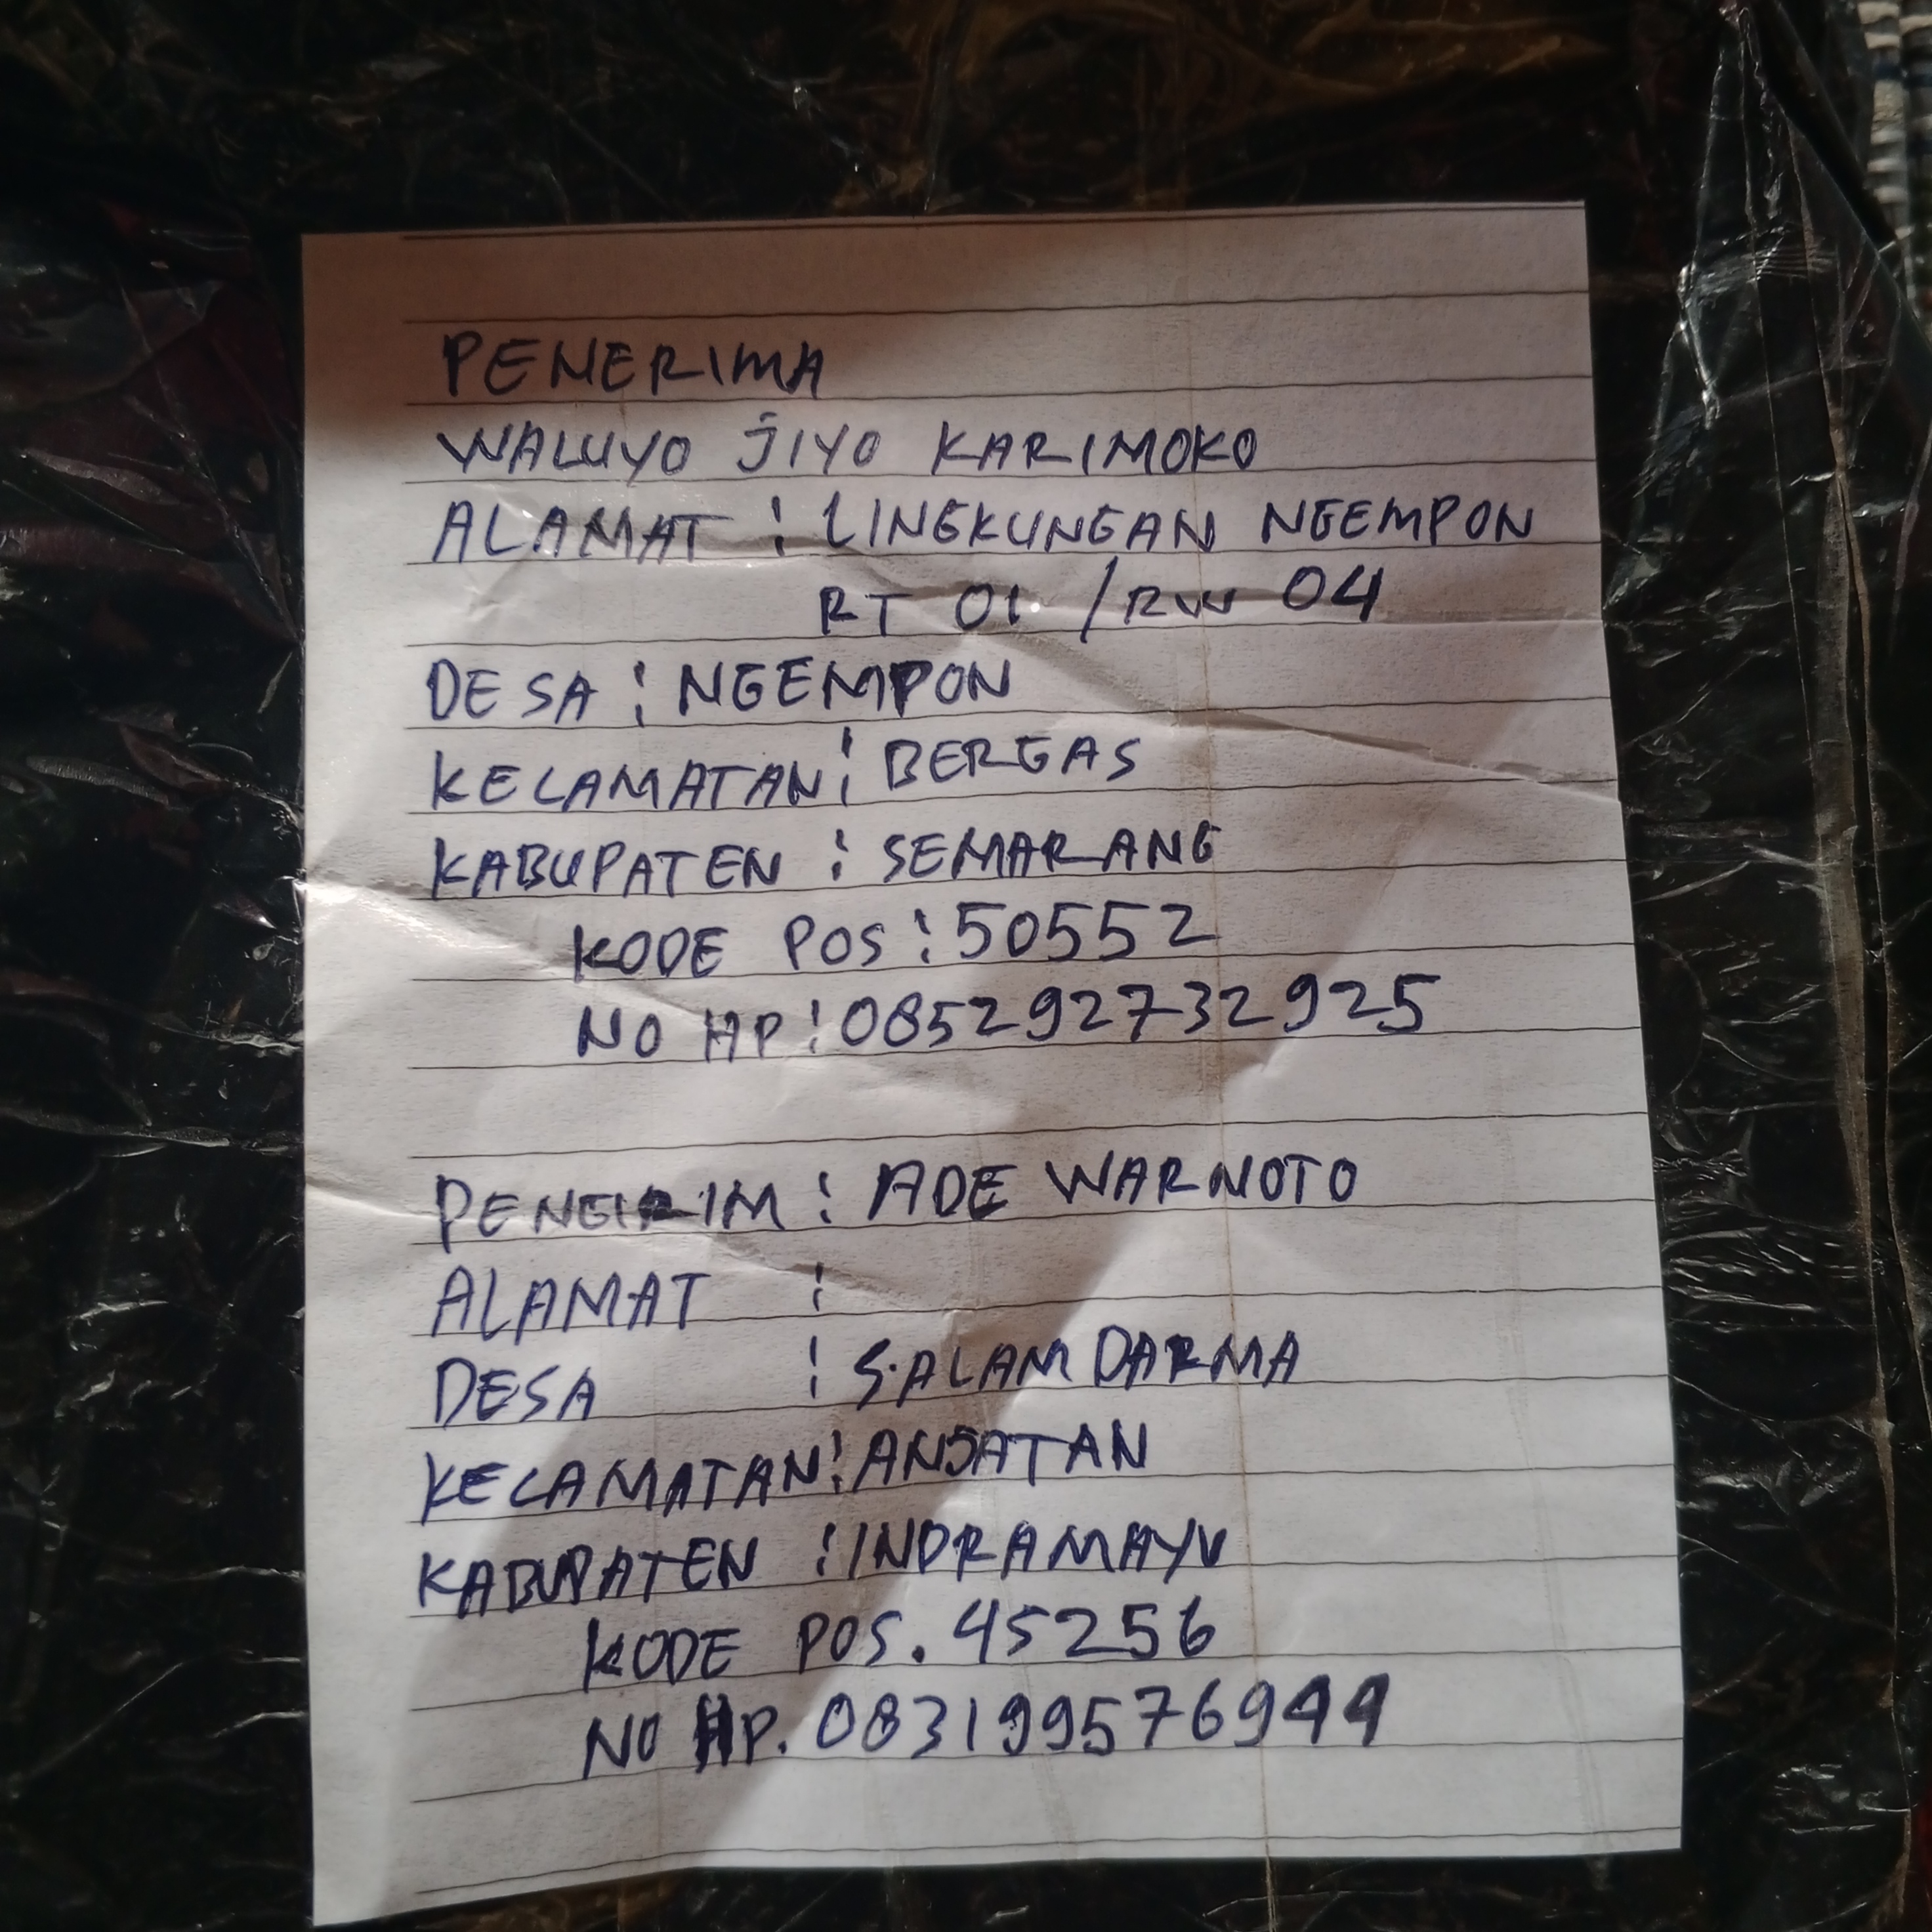 PENERIMA
WALUYO JIYO KARIMOKO
ALAMAT : LINGKUNGAN NGEMPON
RT 01 / RW 04
DESA : NGEMPON
KECAMATAN : BERGAS
KABUPATEN : SEMARANG
KODE POS : 50552
NO HP : 085292732925
PENGIRIM : ADE WARNOTO
ALAMAT :
DESA : SALAM DARMA
KECAMATAN : ANJATAN
KABUPATEN : INDRAMAYU
KODE POS. 45256
NO HP. 083199576944